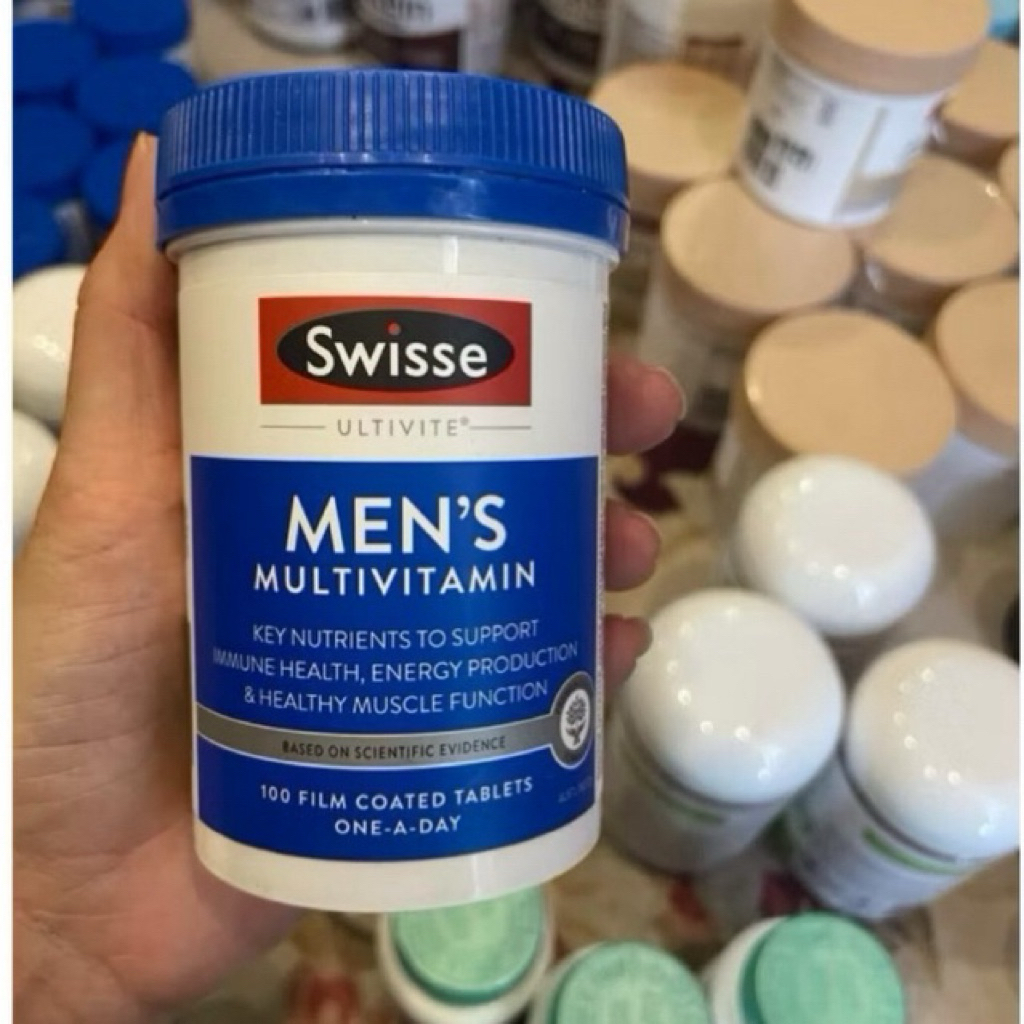 Swisse
ULTIVITE®
MEN'S
MULTIVITAMIN
KEY NUTRIENTS TO SUPPORT
IMMUNE HEALTH, ENERGY PRODUCTION
& HEALTHY MUSCLE FUNCTION
BASED ON SCIENTIFIC EVIDENCE
100 FILM COATED TABLETS
ONE-A-DAY